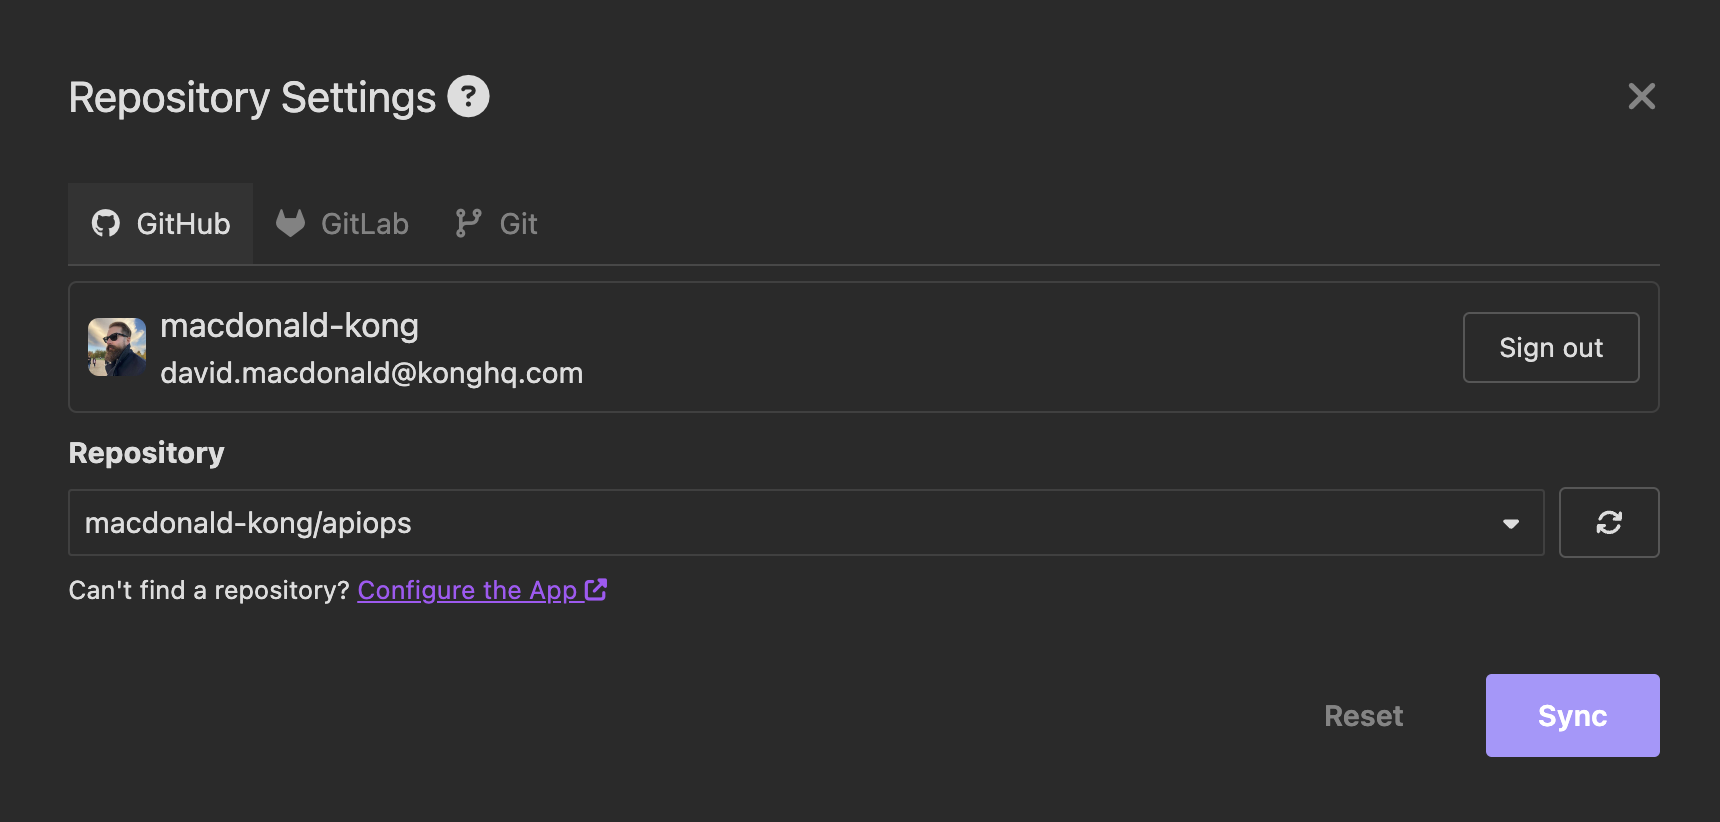 Repository Settings ?
GitHub GitLab Git
macdonald-kong
david.macdonald@konghq.com
Sign out
Repository
macdonald-kong/apiops
Can't find a repository? Configure the App
Reset Sync